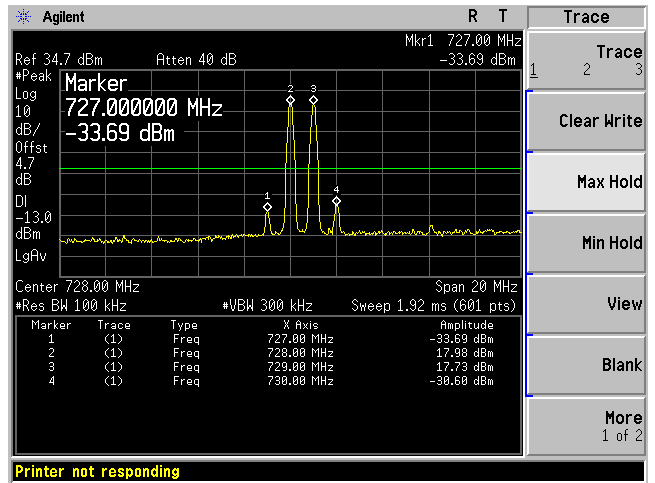 Agilent R T Trace
Mkr1 727.00 MHz
Ref 34.7 dBm Atten 40 dB -33.69 dBm
#Peak
Log
10
dB/
Offst
4.7
dB
DI
-13.0
dBm
LgAv
Marker
727.000000 MHz
-33.69 dBm
2 3
1 4
Center 728.00 MHz Span 20 MHz
#Res BW 100 kHz #VBW 300 kHz Sweep 1.92 ms (601 pts)
Marker Trace Type X Axis Amplitude
1 (1) Freq 727.00 MHz -33.69 dBm
2 (1) Freq 728.00 MHz 17.98 dBm
3 (1) Freq 729.00 MHz 17.73 dBm
4 (1) Freq 730.00 MHz -30.60 dBm
Trace
1 2 3
Clear Write
Max Hold
Min Hold
View
Blank
More
1 of 2
Printer not responding